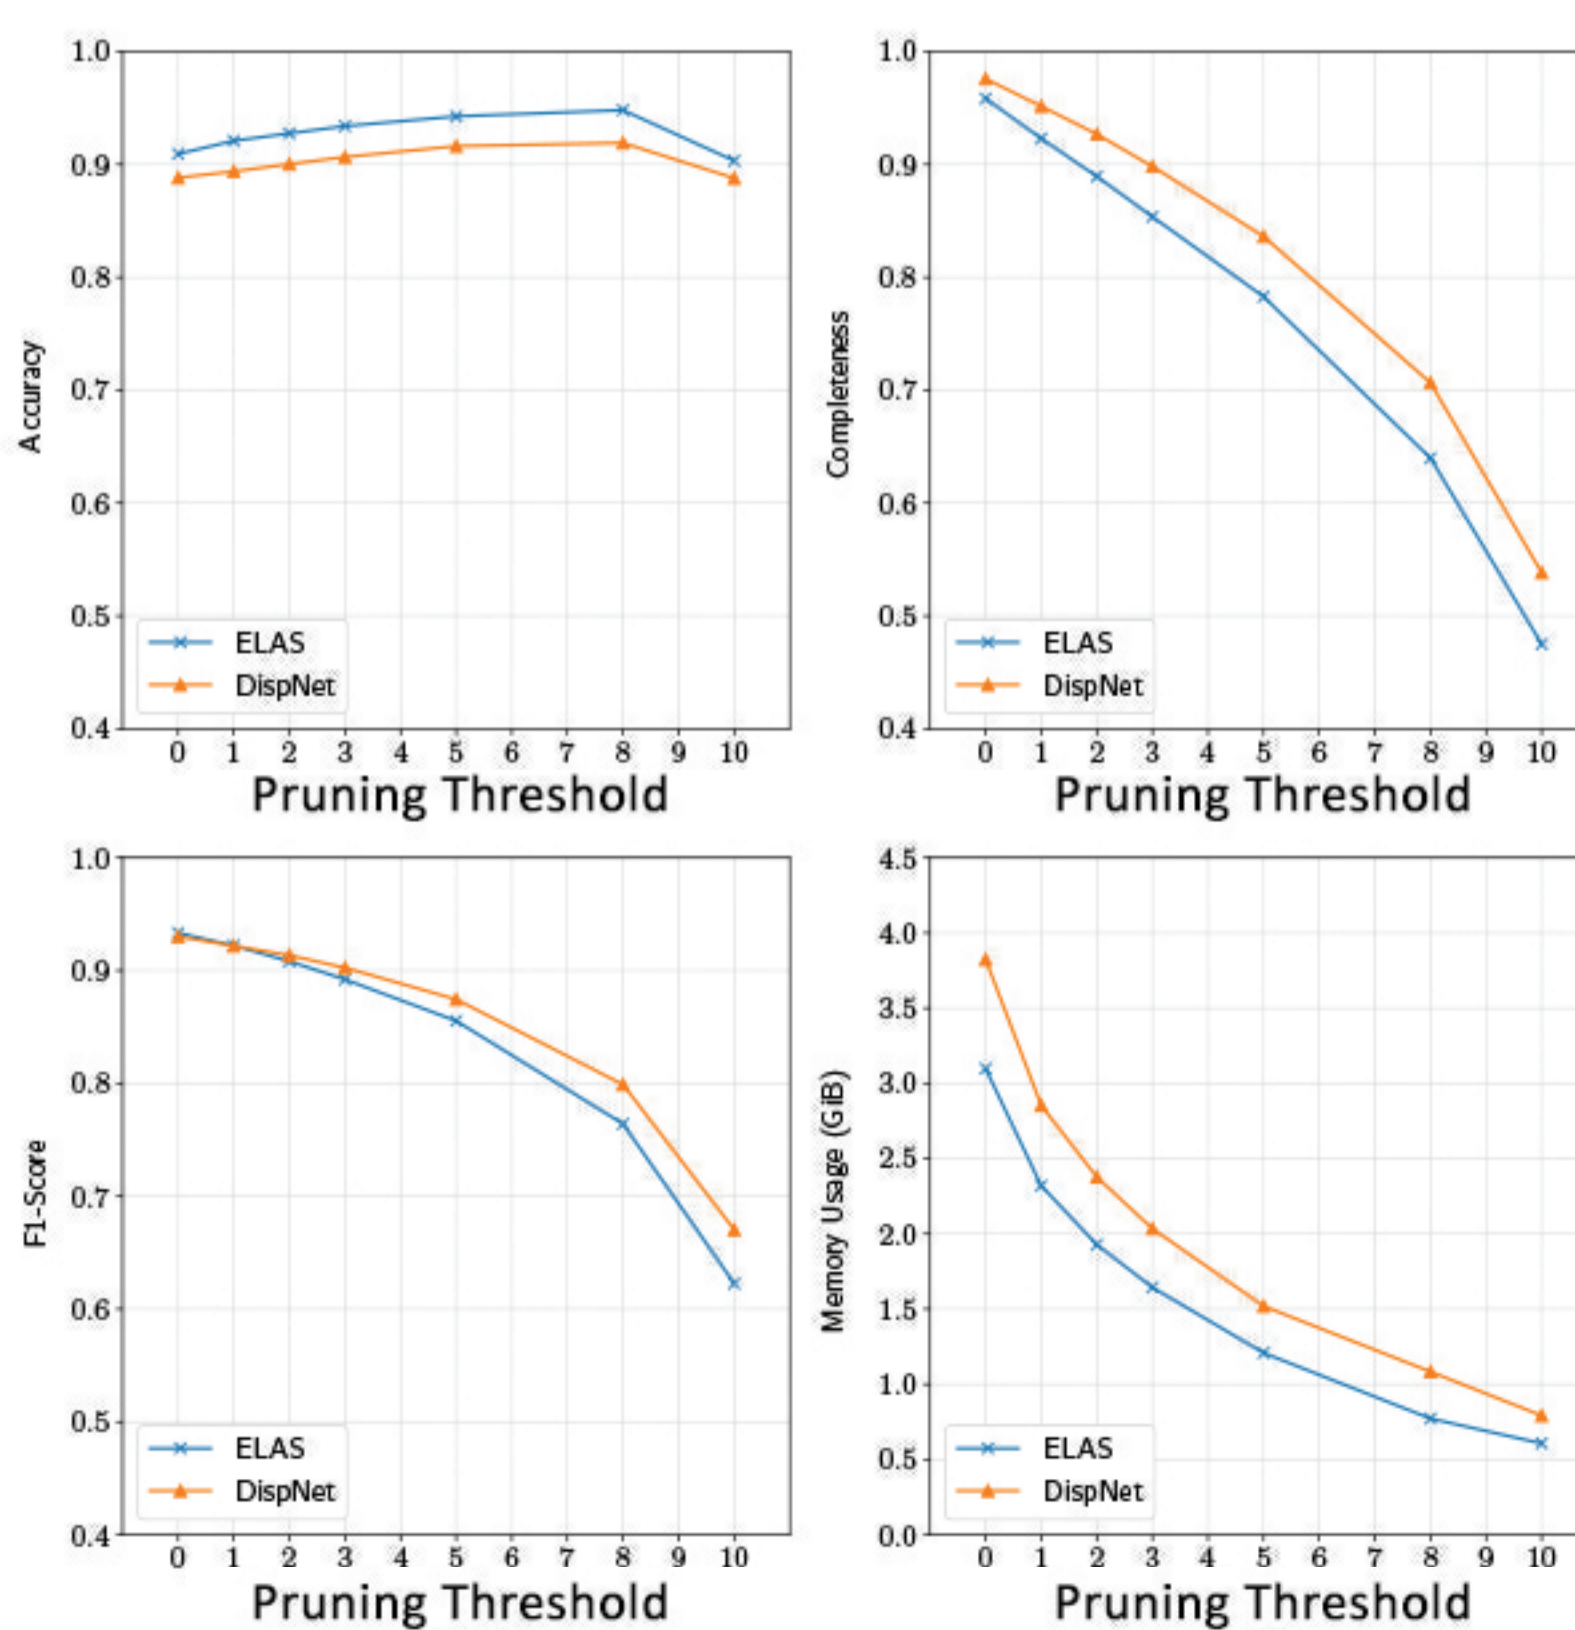 1.0
0.9
0.8
0.7
0.6
0.5
0.4
Accuracy
ELAS
DispNet
0 1 2 3 4 5 6 7 8 9 10
Pruning Threshold
1.0
0.9
0.8
0.7
0.6
0.5
0.4
Completeness
ELAS
DispNet
0 1 2 3 4 5 6 7 8 9 10
Pruning Threshold
1.0
0.9
0.8
0.7
0.6
0.5
0.4
F1-Score
ELAS
DispNet
0 1 2 3 4 5 6 7 8 9 10
Pruning Threshold
4.5
4.0
3.5
3.0
2.5
2.0
1.5
1.0
0.5
0.0
Memory Usage (GiB)
ELAS
DispNet
0 1 2 3 4 5 6 7 8 9 10
Pruning Threshold